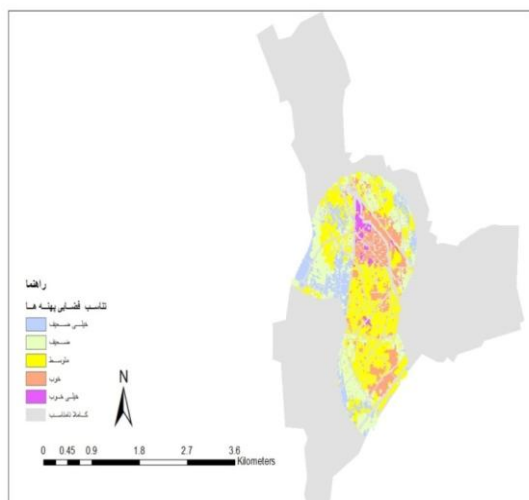 راهنما
تناسب فضایی پهنه ها
خیلی ضعیف
ضعیف
متوسط
خوب
خیلی خوب
کاملا نامناسب
N
0 0.45 0.9 1.8 2.7 3.6
Kilometers